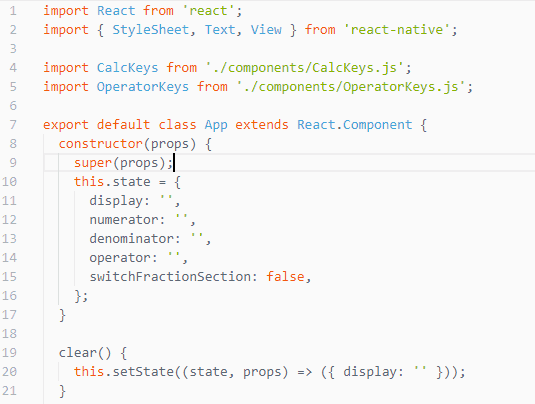 1 import React from 'react';
2 import { StyleSheet, Text, View } from 'react-native';
3
4 import CalcKeys from './components/CalcKeys.js';
5 import OperatorKeys from './components/OperatorKeys.js';
6
7 export default class App extends React.Component {
8   constructor(props) {
9     super(props);
10     this.state = {
11       display: '',
12       numerator: '',
13       denominator: '',
14       operator: '',
15       switchFractionSection: false,
16     };
17   }
18
19   clear() {
20     this.setState((state, props) => ({ display: '' }));
21   }